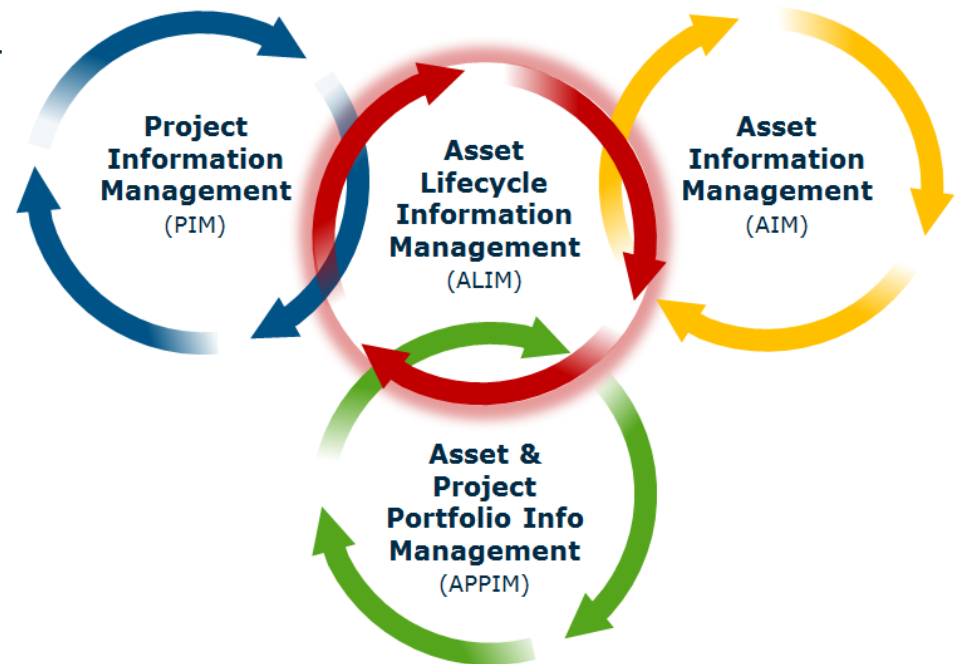 Project
Information
Management
(PIM)
Asset
Lifecycle
Information
Management
(ALIM)
Asset
Information
Management
(AIM)
Asset &
Project
Portfolio Info
Management
(APPIM)